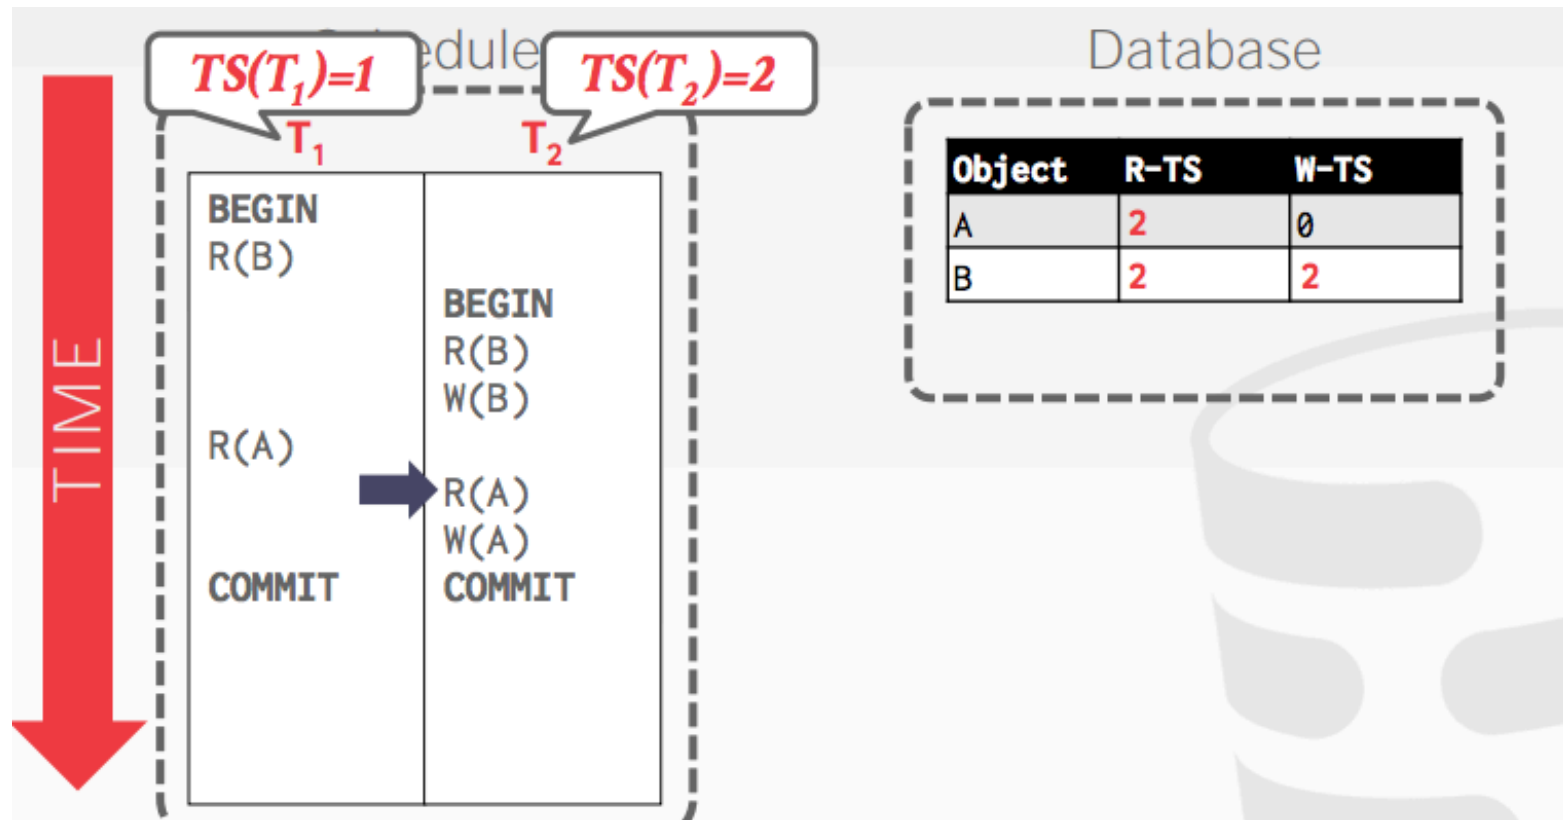 Schedule
Database
TS(T1)=1
TS(T2)=2
T1
T2
TIME
BEGIN
R(B)
BEGIN
R(B)
W(B)
R(A)
R(A)
W(A)
COMMIT
COMMIT
Object R-TS W-TS
A 2 0
B 2 2